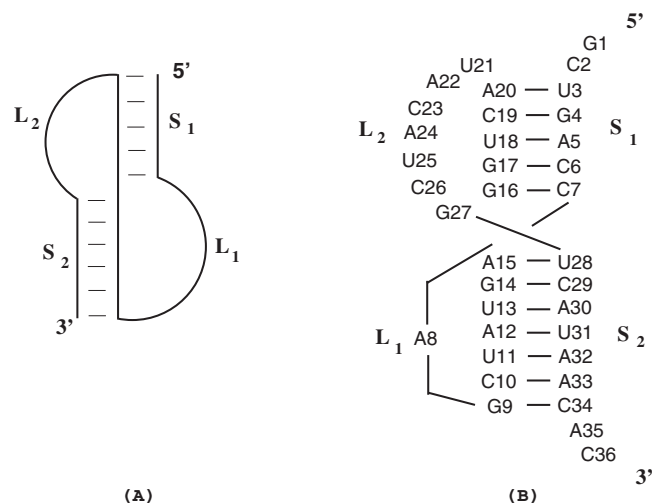 5'
L2
S1
S2
L1
3'
(A)
5'
G1
C2
U21
A22
A20 U3
C23
C19 G4
L2
A24
U18 A5
S1
U25
G17 C6
C26
G16 C7
G27
A15 U28
G14 C29
U13 A30
L1
A8
A12 U31
S2
U11 A32
C10 A33
G9 C34
A35
C36
3'
(B)